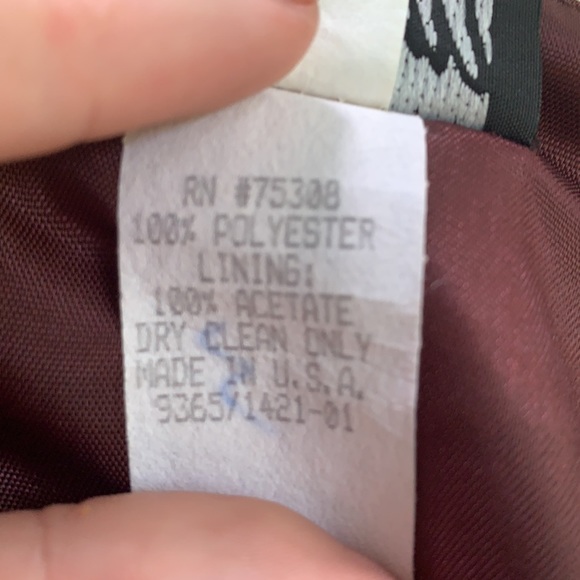 RN #75308
100% POLYESTER
LINING:
100% ACETATE
DRY CLEAN ONLY
MADE IN U.S.A.
9365/1421-01